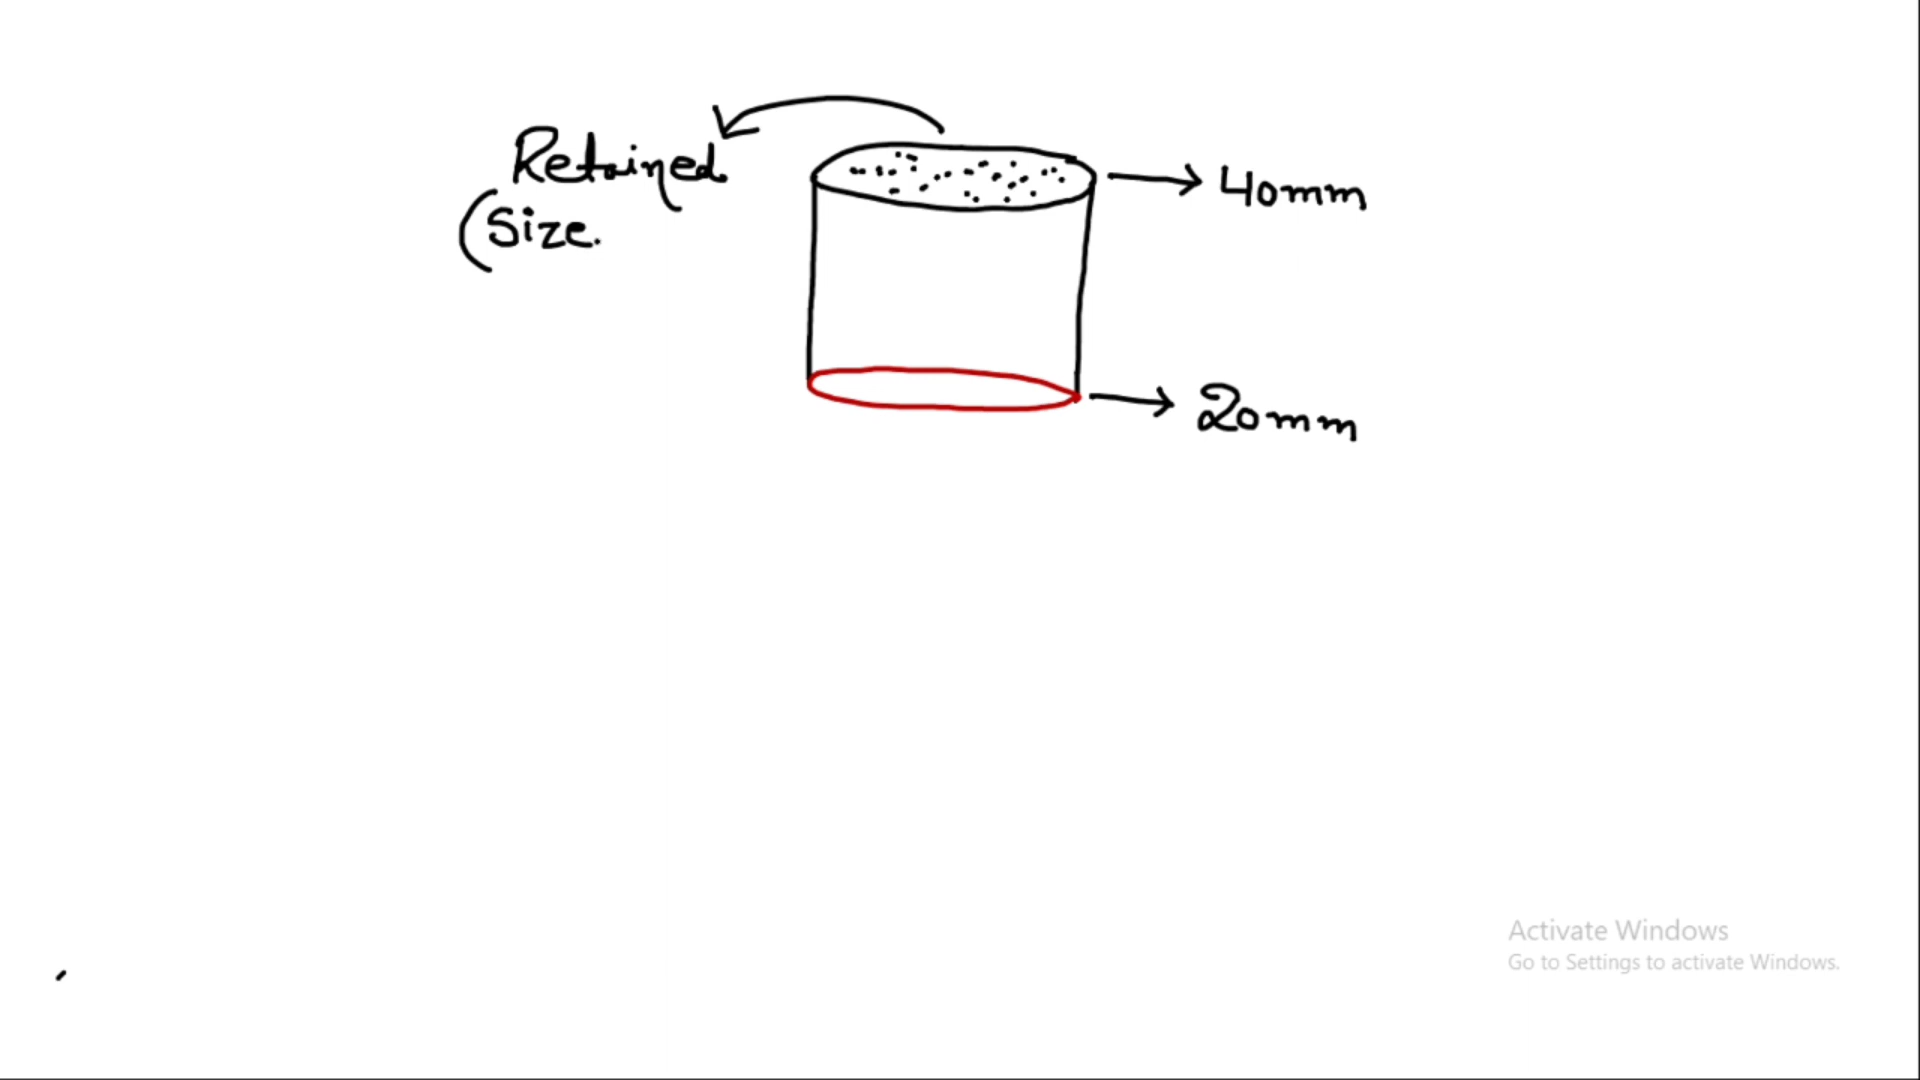 Retained
(Size.
40mm
20mm
Activate Windows
Go to Settings to activate Windows.